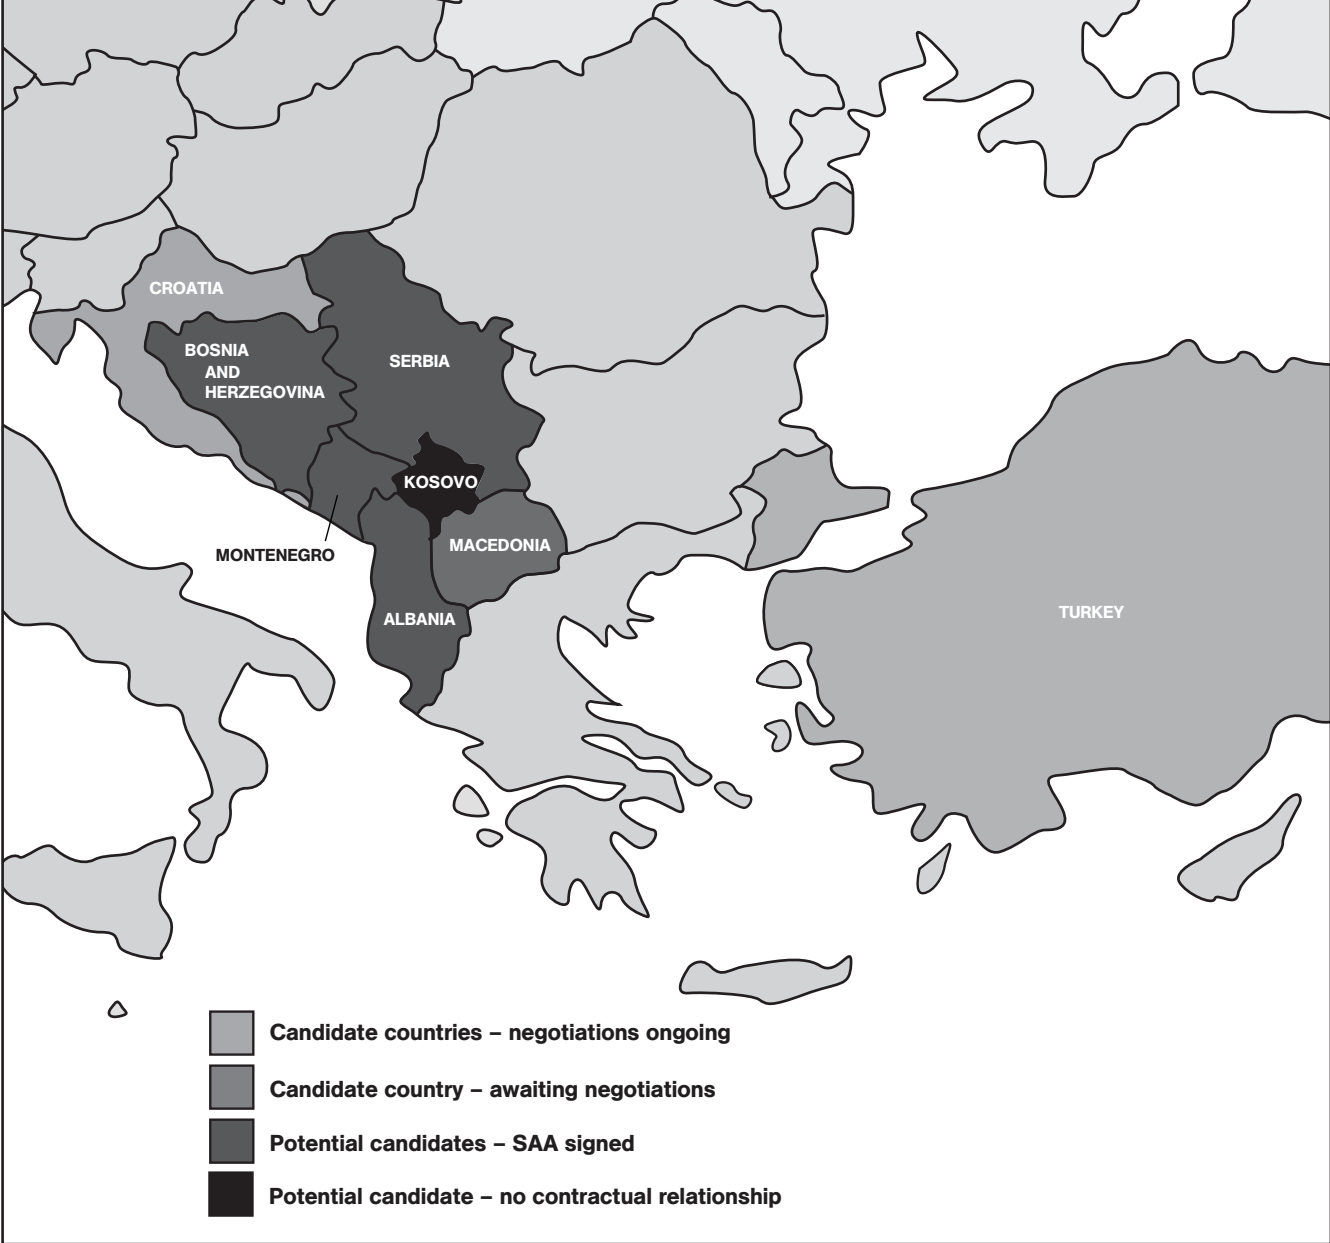 CROATIA
BOSNIA
AND
HERZEGOVINA
SERBIA
KOSOVO
MONTENEGRO
MACEDONIA
ALBANIA
TURKEY
Candidate countries – negotiations ongoing
Candidate country – awaiting negotiations
Potential candidates – SAA signed
Potential candidate – no contractual relationship